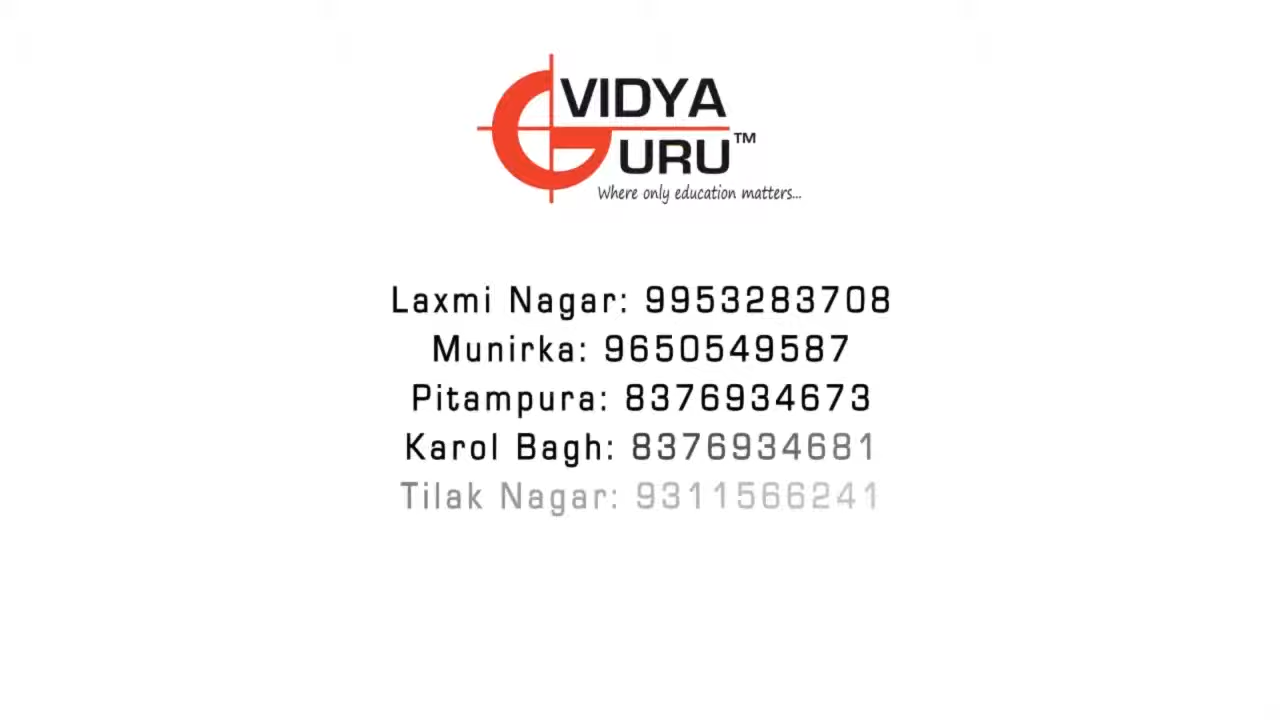 VIDYA
GURU™
Where only education matters...
Laxmi Nagar: 9953283708
Munirka: 9650549587
Pitampura: 8376934673
Karol Bagh: 8376934681
Tilak Nagar: 9311566241